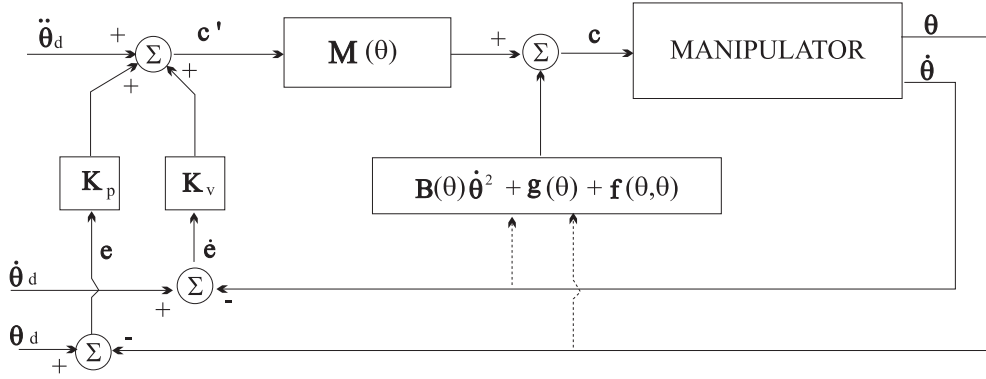 θ̈d
+
Σ
c'
+
+
M (θ)
+
Σ
c
MANIPULATOR
θ
θ̇
Kp
Kv
B(θ)θ̇² + g(θ) + f(θ,θ)
e
ė
θ̇d
+
Σ
-
θd
+
Σ
-